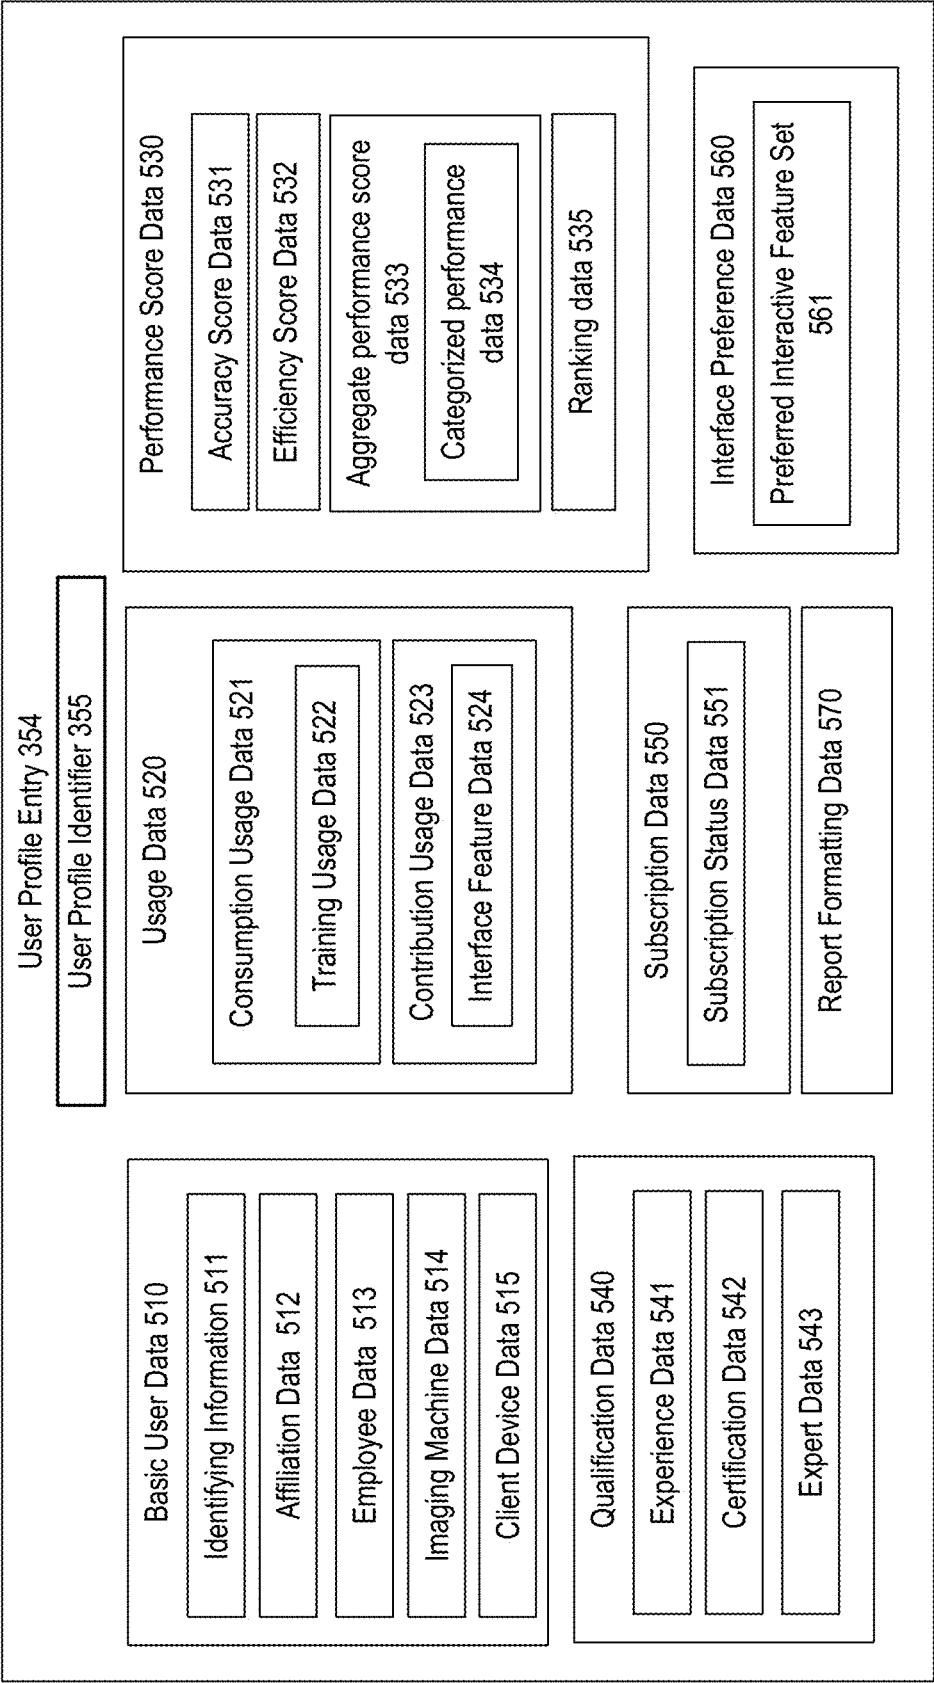 User Profile Entry 354
User Profile Identifier 355
Basic User Data 510
Identifying Information 511
Affiliation Data 512
Employee Data 513
Imaging Machine Data 514
Client Device Data 515
Qualification Data 540
Experience Data 541
Certification Data 542
Expert Data 543
Usage Data 520
Consumption Usage Data 521
Training Usage Data 522
Contribution Usage Data 523
Interface Feature Data 524
Subscription Data 550
Subscription Status Data 551
Report Formatting Data 570
Performance Score Data 530
Accuracy Score Data 531
Efficiency Score Data 532
Aggregate performance score
data 533
Categorized performance
data 534
Ranking data 535
Interface Preference Data 560
Preferred Interactive Feature Set
561